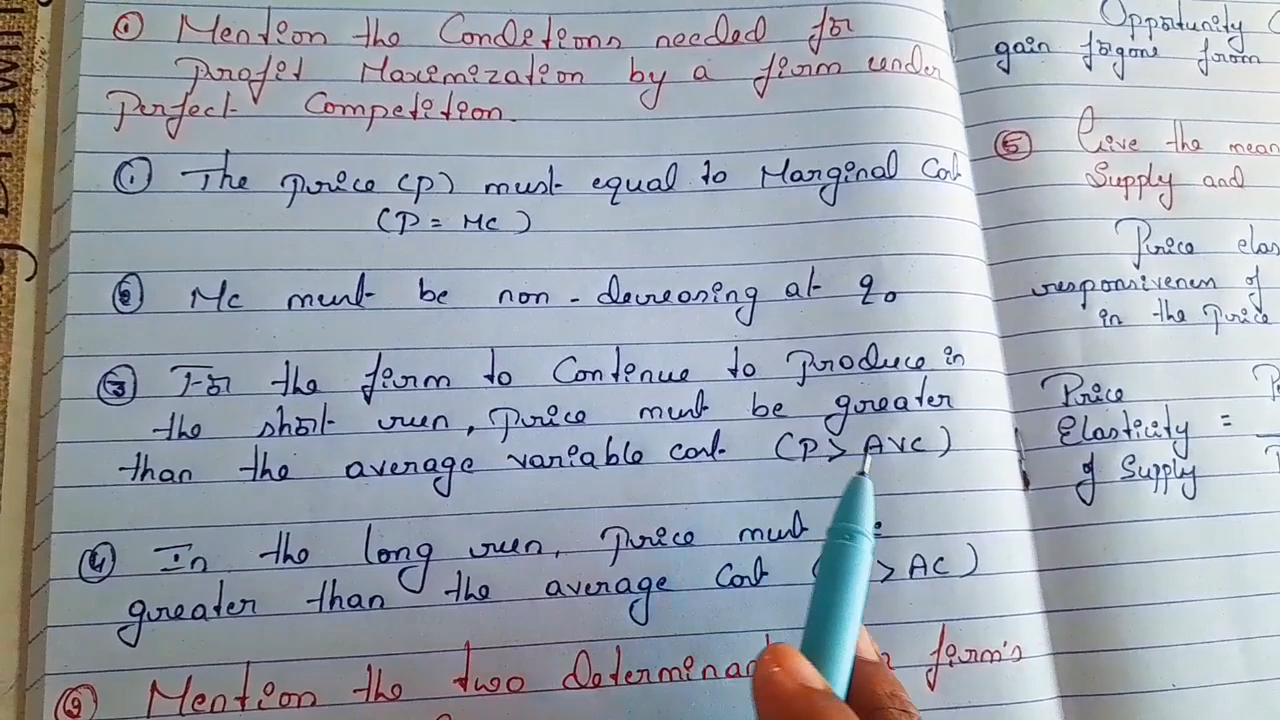 ① Mention the Conditions needed for
Profit Maximization by a firm under
Perfect Competition.
① The price (p) must equal to Marginal Cost
(P = MC)
② Mc must be non-decreasing at q₀
③ For the firm to Continue to Produce in
the short run, price must be greater
than the average variable cost (P > AVC)
④ In the long run, price must
greater than the average Cost > AC)
② Mention the two firm's
Opportunity
gain forgone from
⑤ Give the mean
Supply and
Price elas
responsiveness of
in the price
Price
Elasticity =
of Supply